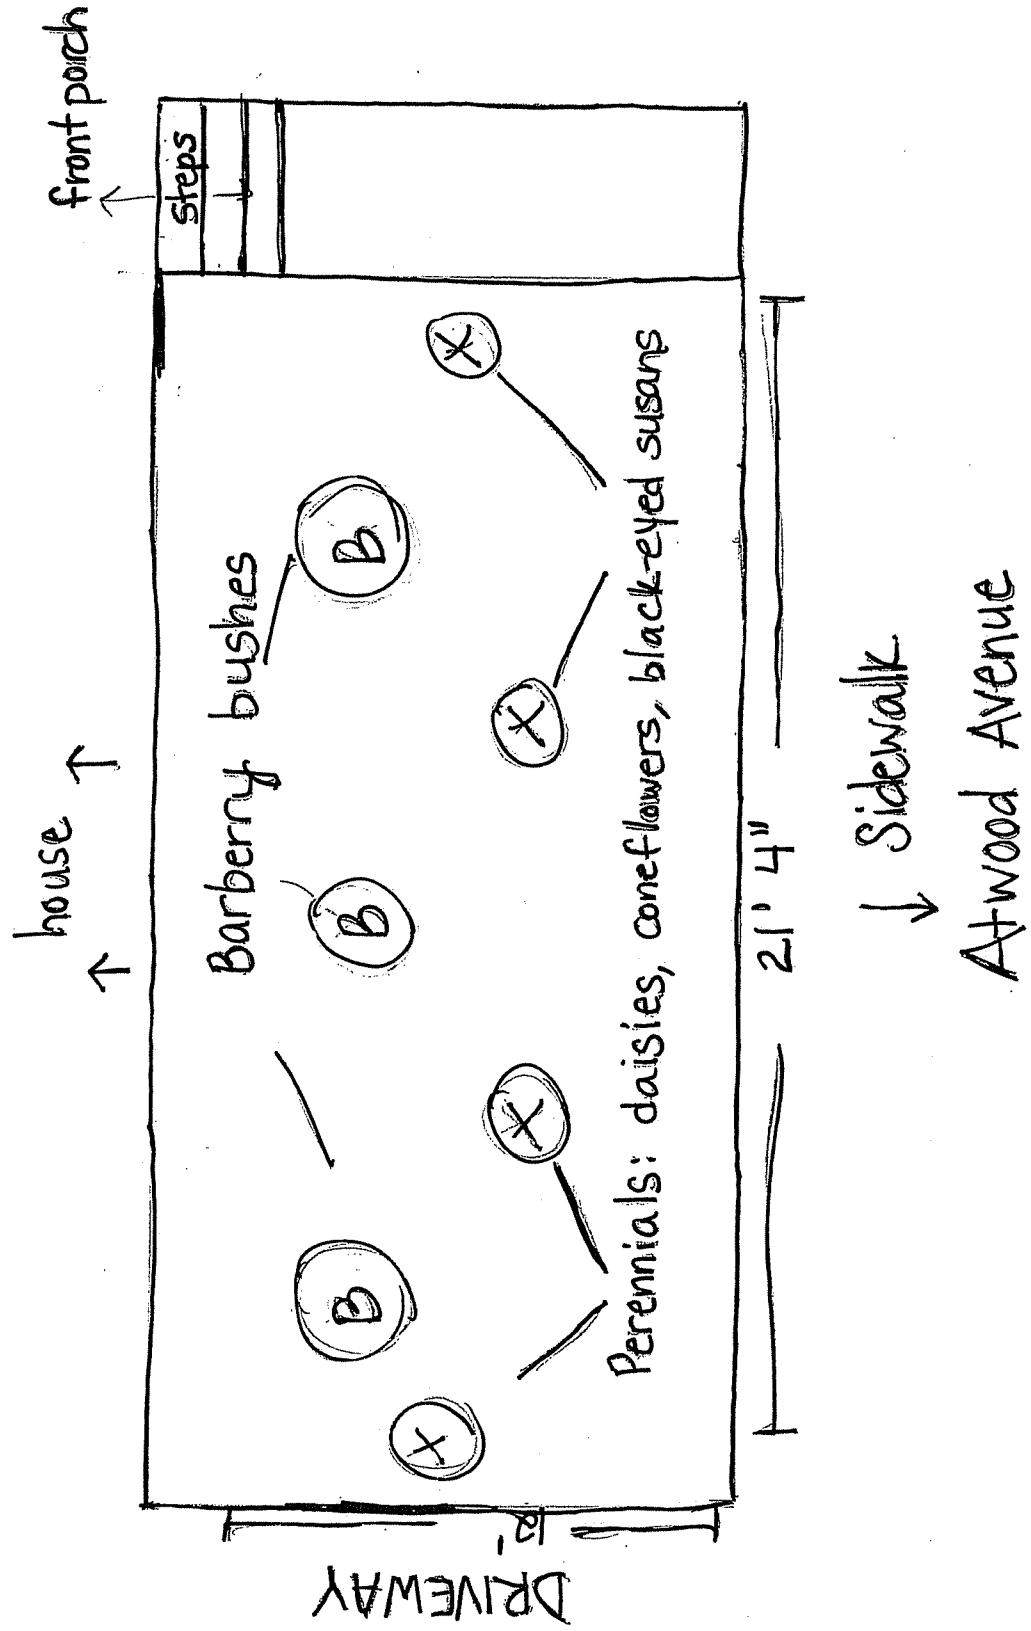 front porch
steps
house
Barberry bushes
B
B
B
X
X
X
X
Perennials: daisies, coneflowers, black-eyed susans
21' 4"
12'
DRIVEWAY
Sidewalk
Atwood Avenue